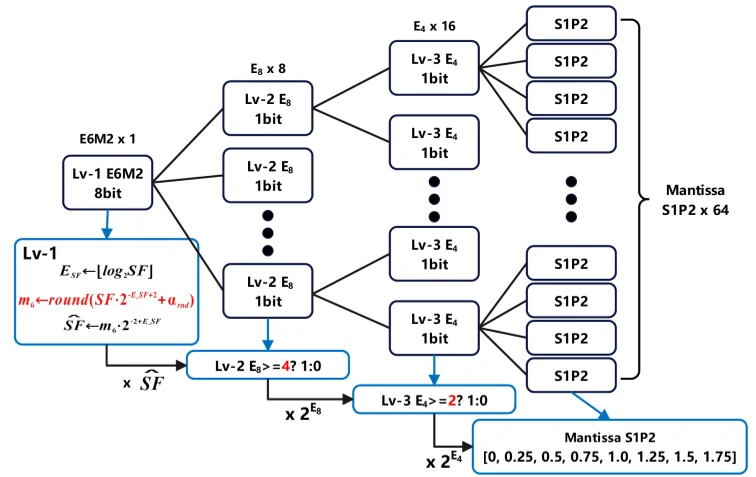 E6M2 x 1
Lv-1 E6M2
8bit
E₈ x 8
Lv-2 E₈
1bit
Lv-2 E₈
1bit
Lv-2 E₈
1bit
E₄ x 16
Lv-3 E₄
1bit
Lv-3 E₄
1bit
Lv-3 E₄
1bit
Lv-3 E₄
1bit
S1P2
S1P2
S1P2
S1P2
S1P2
S1P2
S1P2
S1P2
Mantissa
S1P2 x 64
Lv-1
E_SF←⌊log₂SF⌋
m₆←round(SF·2^-E_SF+2+α_rnd)
S͡F←m₆·2^-2+E_SF
x S͡F
Lv-2 E₈>=4? 1:0
x 2^E₈
Lv-3 E₄>=2? 1:0
x 2^E₄
Mantissa S1P2
[0, 0.25, 0.5, 0.75, 1.0, 1.25, 1.5, 1.75]